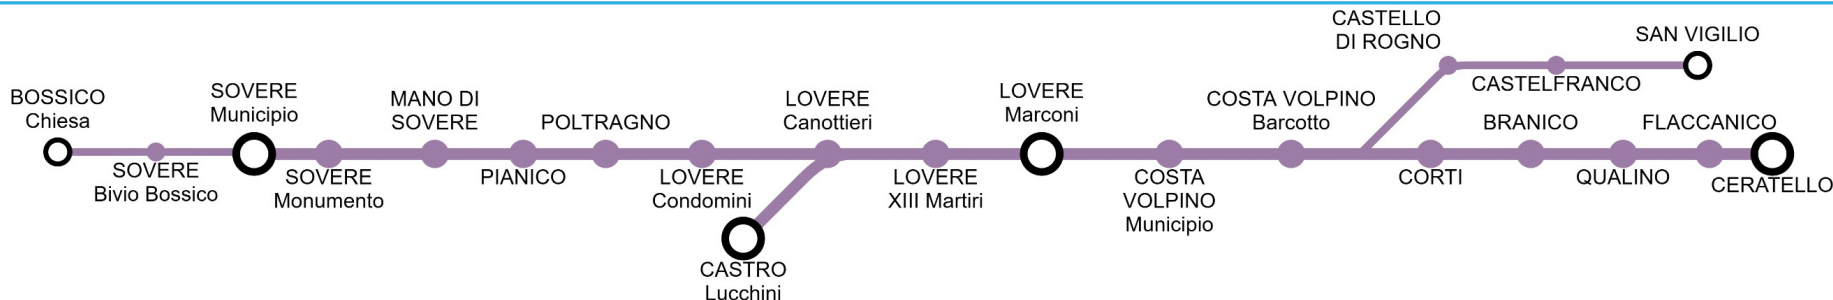 BOSSICO
Chiesa
SOVERE
Bivio Bossico
SOVERE
Municipio
SOVERE
Monumento
MANO DI
SOVERE
PIANICO
POLTRAGNO
LOVERE
Condomini
CASTRO
Lucchini
LOVERE
Canottieri
LOVERE
XIII Martiri
LOVERE
Marconi
COSTA
VOLPINO
Municipio
COSTA VOLPINO
Barcotto
CASTELLO
DI ROGNO
CASTELFRANCO
SAN VIGILIO
CORTI
BRANICO
QUALINO
FLACCANICO
CERATELLO